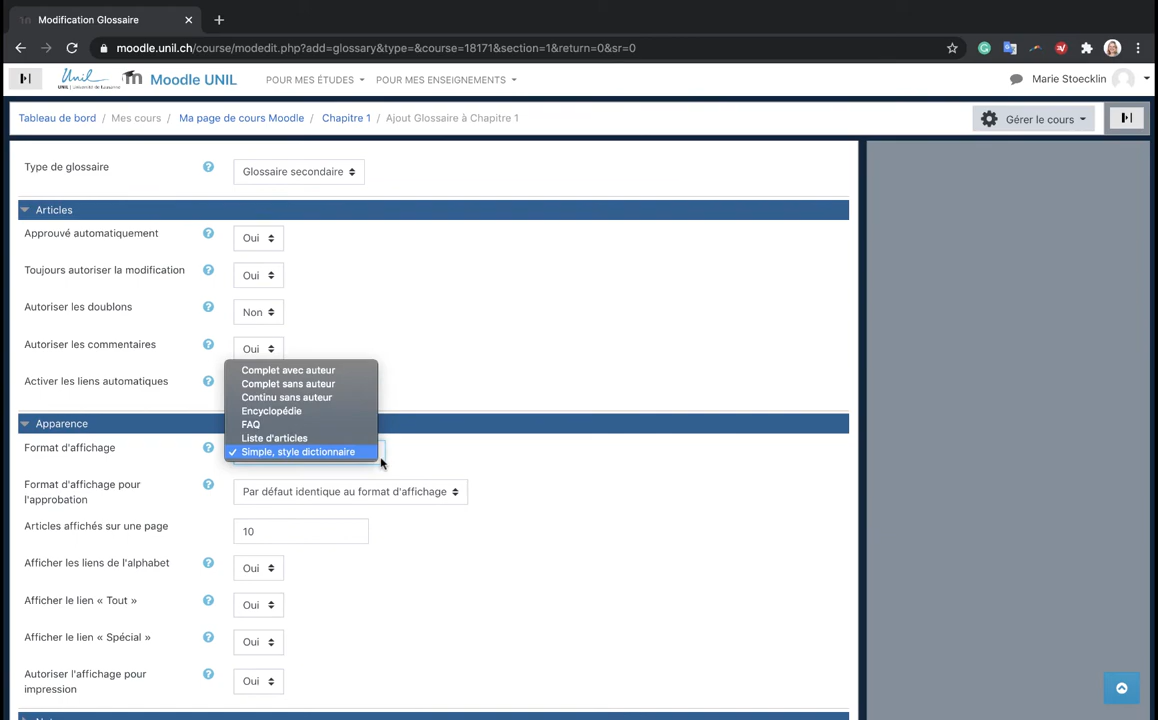 Modification Glossaire
moodle.unil.ch/course/modedit.php?add=glossary&type=&course=18171&section=1&return=0&sr=0
Unil
UNIL | Université de Lausanne
Moodle UNIL
POUR MES ÉTUDES
POUR MES ENSEIGNEMENTS
Marie Stoecklin
Tableau de bord / Mes cours / Ma page de cours Moodle / Chapitre 1 / Ajout Glossaire à Chapitre 1
Gérer le cours
Type de glossaire
Glossaire secondaire
Articles
Approuvé automatiquement
Oui
Toujours autoriser la modification
Oui
Autoriser les doublons
Non
Autoriser les commentaires
Oui
Activer les liens automatiques
Complet avec auteur
Complet sans auteur
Continu sans auteur
Encyclopédie
FAQ
Liste d'articles
Simple, style dictionnaire
Apparence
Format d'affichage
Format d'affichage pour
l'approbation
Par défaut identique au format d'affichage
Articles affichés sur une page
10
Afficher les liens de l'alphabet
Oui
Afficher le lien « Tout »
Oui
Afficher le lien « Spécial »
Oui
Autoriser l'affichage pour
impression
Oui